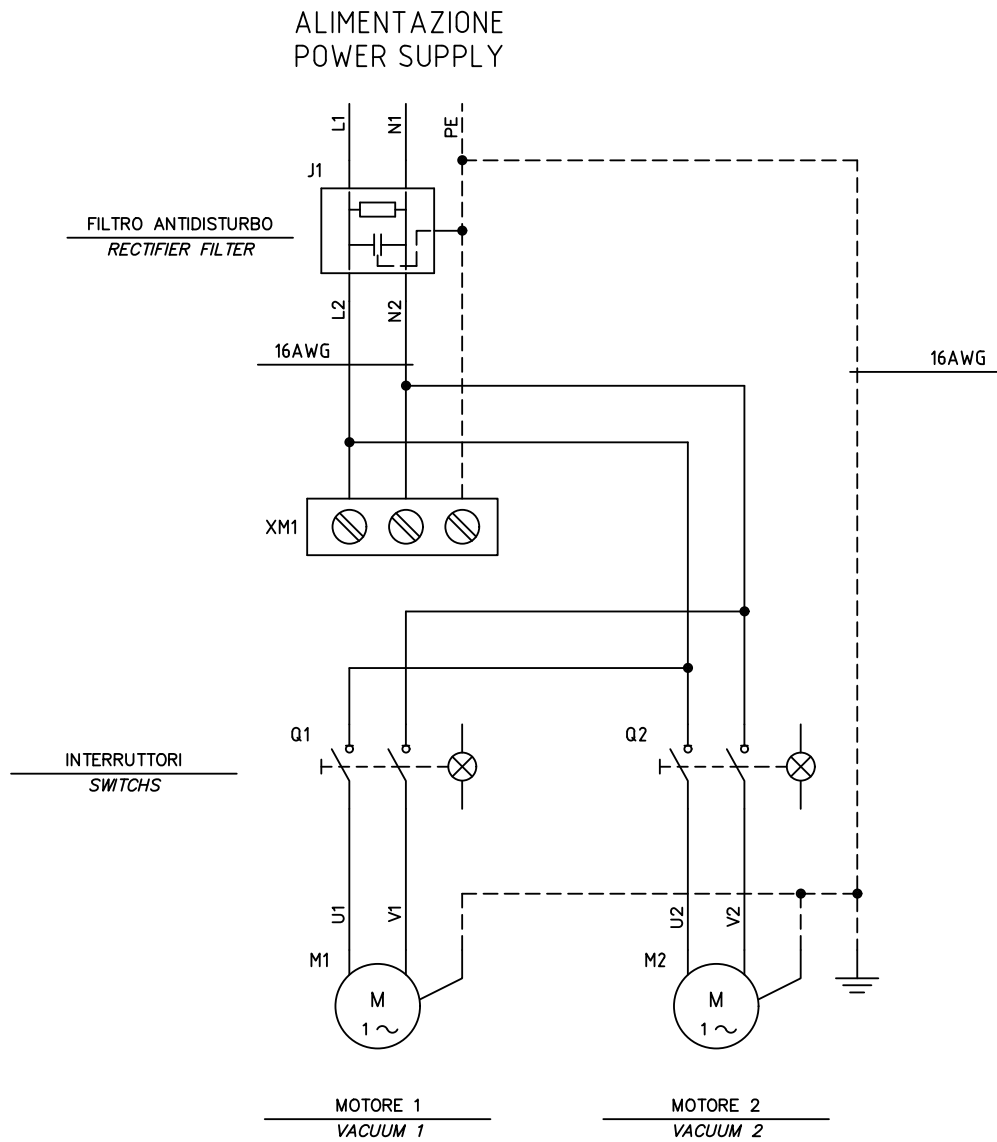 ALIMENTAZIONE
POWER SUPPLY
L1
N1
PE
J1
FILTRO ANTIDISTURBO
RECTIFIER FILTER
L2
N2
16AWG
16AWG
XM1
Q1
Q2
INTERRUTTORI
SWITCHS
U1
V1
U2
V2
M1
M2
M
1~
M
1~
MOTORE 1
VACUUM 1
MOTORE 2
VACUUM 2